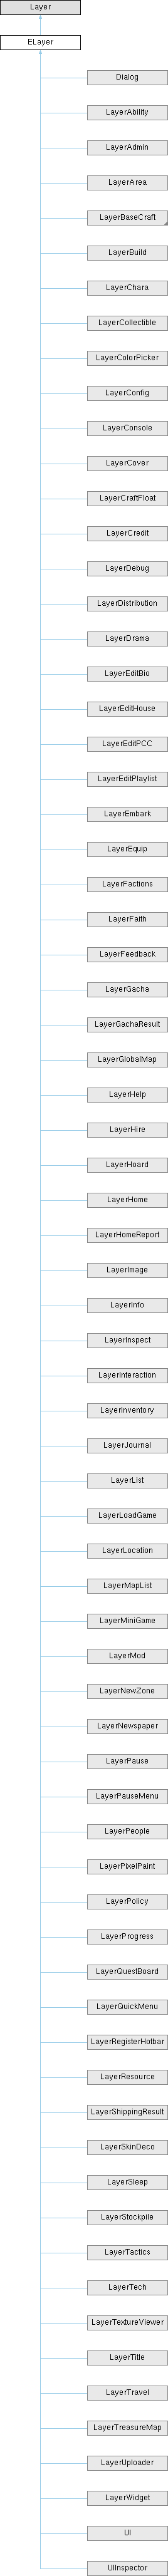 Layer
ELayer
Dialog
LayerAbility
LayerAdmin
LayerArea
LayerBaseCraft
LayerBuild
LayerChara
LayerCollectible
LayerColorPicker
LayerConfig
LayerConsole
LayerCover
LayerCraftFloat
LayerCredit
LayerDebug
LayerDistribution
LayerDrama
LayerEditBio
LayerEditHouse
LayerEditPCC
LayerEditPlaylist
LayerEmbark
LayerEquip
LayerFactions
LayerFaith
LayerFeedback
LayerGacha
LayerGachaResult
LayerGlobalMap
LayerHelp
LayerHire
LayerHoard
LayerHome
LayerHomeReport
LayerImage
LayerInfo
LayerInspect
LayerInteraction
LayerInventory
LayerJournal
LayerList
LayerLoadGame
LayerLocation
LayerMapList
LayerMiniGame
LayerMod
LayerNewZone
LayerNewspaper
LayerPause
LayerPauseMenu
LayerPeople
LayerPixelPaint
LayerPolicy
LayerProgress
LayerQuestBoard
LayerQuickMenu
LayerRegisterHotbar
LayerResource
LayerShippingResult
LayerSkinDeco
LayerSleep
LayerStockpile
LayerTactics
LayerTech
LayerTextureViewer
LayerTitle
LayerTravel
LayerTreasureMap
LayerUploader
LayerWidget
UI
UIInspector